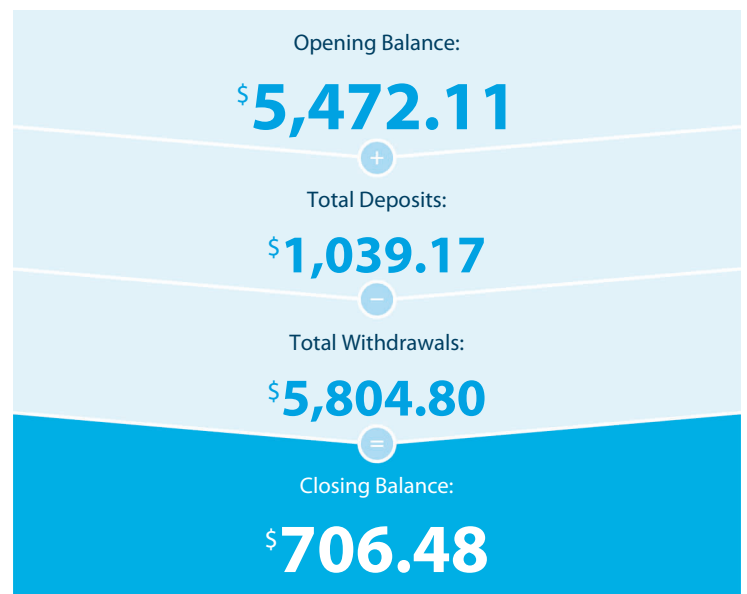 Opening Balance:
$5,472.11
+
Total Deposits:
$1,039.17
−
Total Withdrawals:
$5,804.80
=
Closing Balance:
$706.48